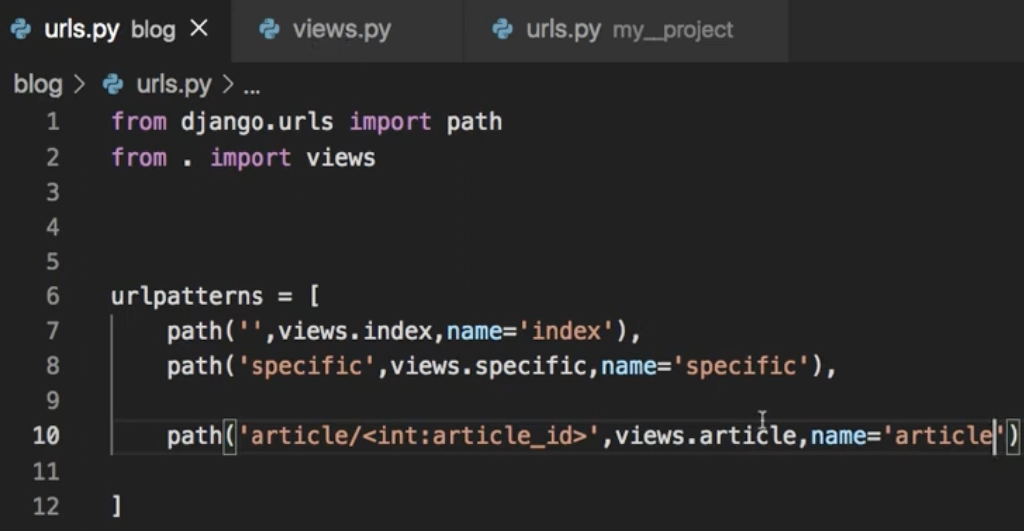 urls.py blog views.py urls.py my__project
blog > urls.py > ...
1 from django.urls import path
2 from . import views
3
4
5
6 urlpatterns = [
7 path('',views.index,name='index'),
8 path('specific',views.specific,name='specific'),
9
10 path('article/<int:article_id>',views.article,name='article')
11
12 ]